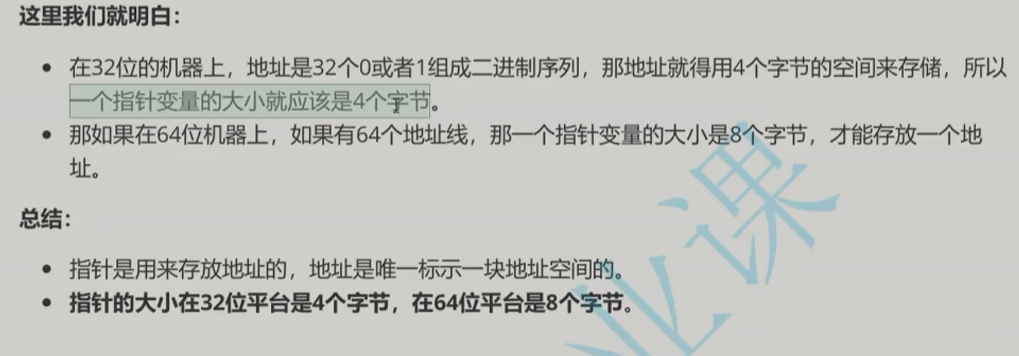 这里我们就明白：
在32位的机器上，地址是32个0或者1组成二进制序列，那地址就得用4个字节的空间来存储，所以
一个指针变量的大小就应该是4个字节。
那如果在64位机器上，如果有64个地址线，那一个指针变量的大小是8个字节，才能存放一个地
址。
总结：
指针是用来存放地址的，地址是唯一标示一块地址空间的。
指针的大小在32位平台是4个字节，在64位平台是8个字节。
业课